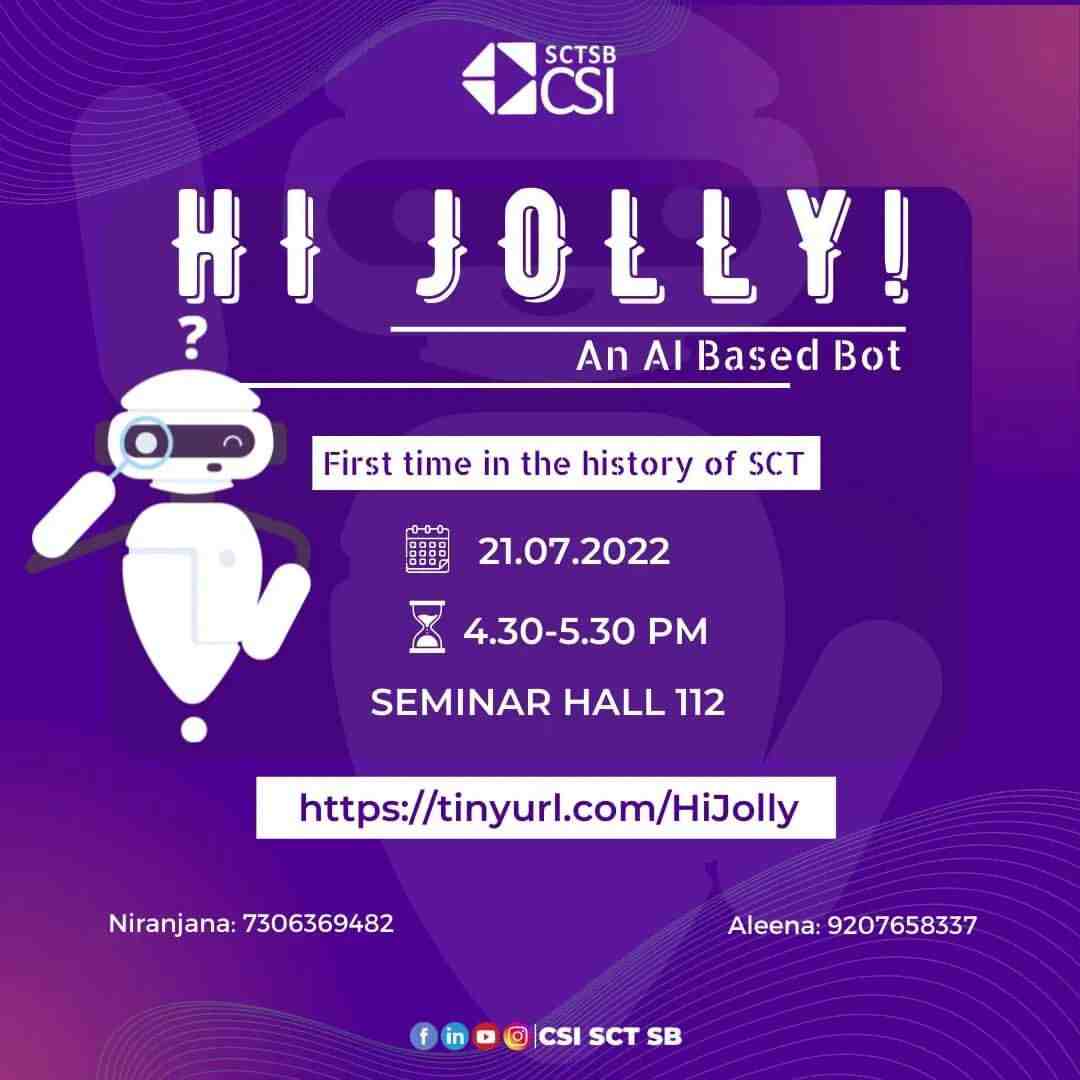 SCTSB
CSI
HI JOLLY!
An AI Based Bot
?
First time in the history of SCT
21.07.2022
4.30-5.30 PM
SEMINAR HALL 112
https://tinyurl.com/HiJolly
Niranjana: 7306369482
Aleena: 9207658337
f in |CSI SCT SB